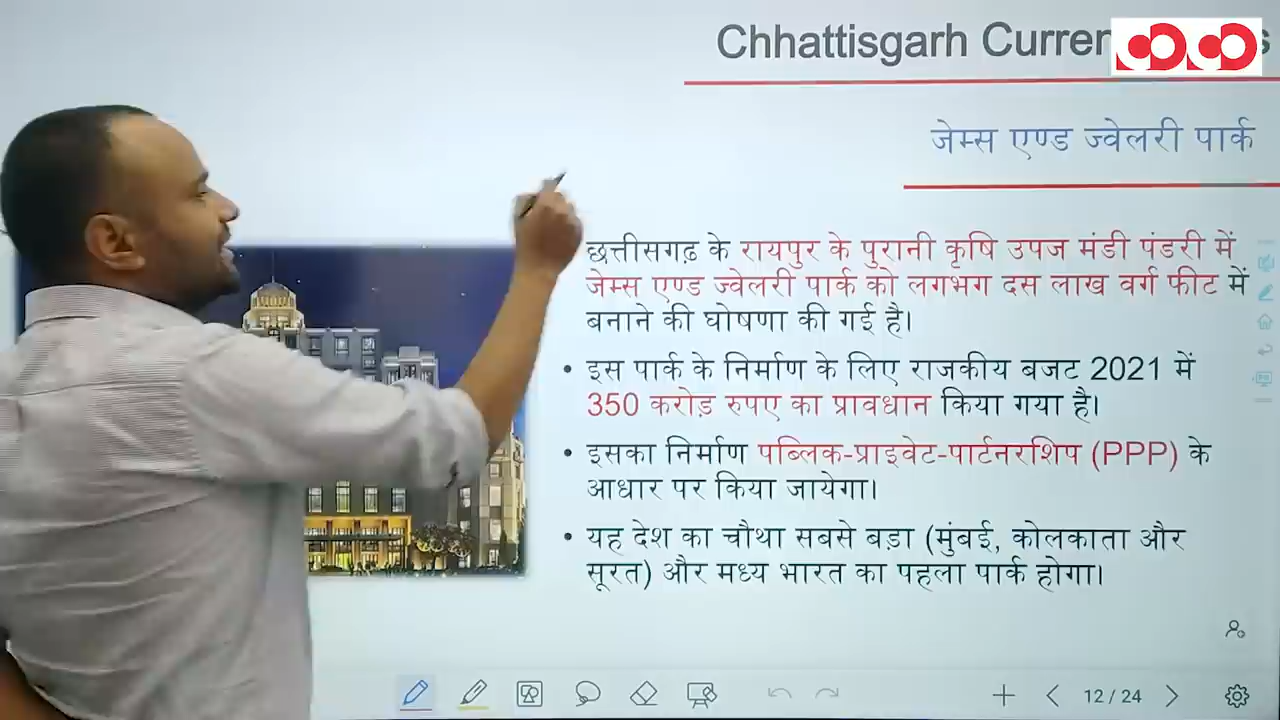 Chhattisgarh
जेम्स एण्ड ज्वेलरी पार्क
छत्तीसगढ़ के रायपुर के पुरानी कृषि उपज मंडी पंडरी में
जेम्स एण्ड ज्वेलरी पार्क को लगभग दस लाख वर्ग फीट में
बनाने की घोषणा की गई है।
• इस पार्क के निर्माण के लिए राजकीय बजट 2021 में
350 करोड़ रुपए का प्रावधान किया गया है।
• इसका निर्माण पब्लिक-प्राइवेट-पार्टनरशिप (PPP) के
आधार पर किया जायेगा।
• यह देश का चौथा सबसे बड़ा (मुंबई, कोलकाता और
सूरत) और मध्य भारत का पहला पार्क होगा।
12 / 24